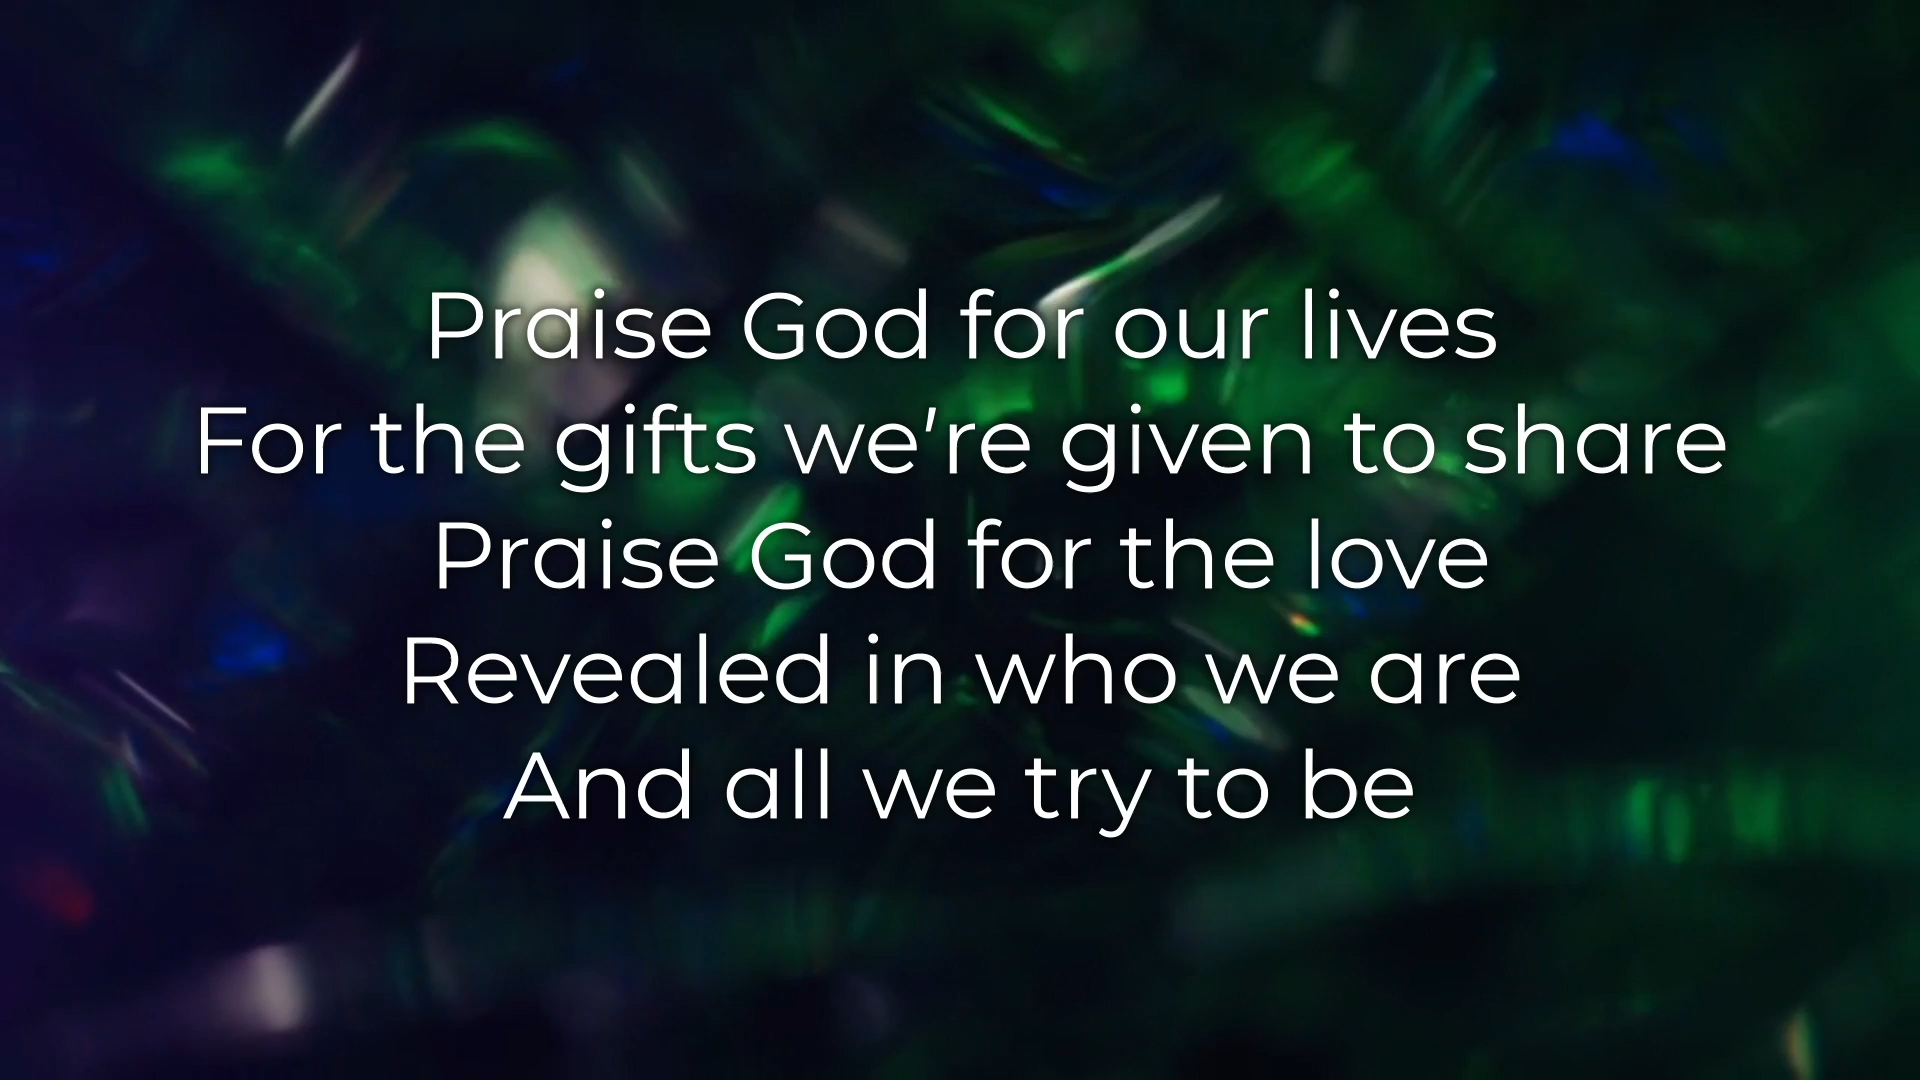 Praise God for our lives
For the gifts we're given to share
Praise God for the love
Revealed in who we are
And all we try to be